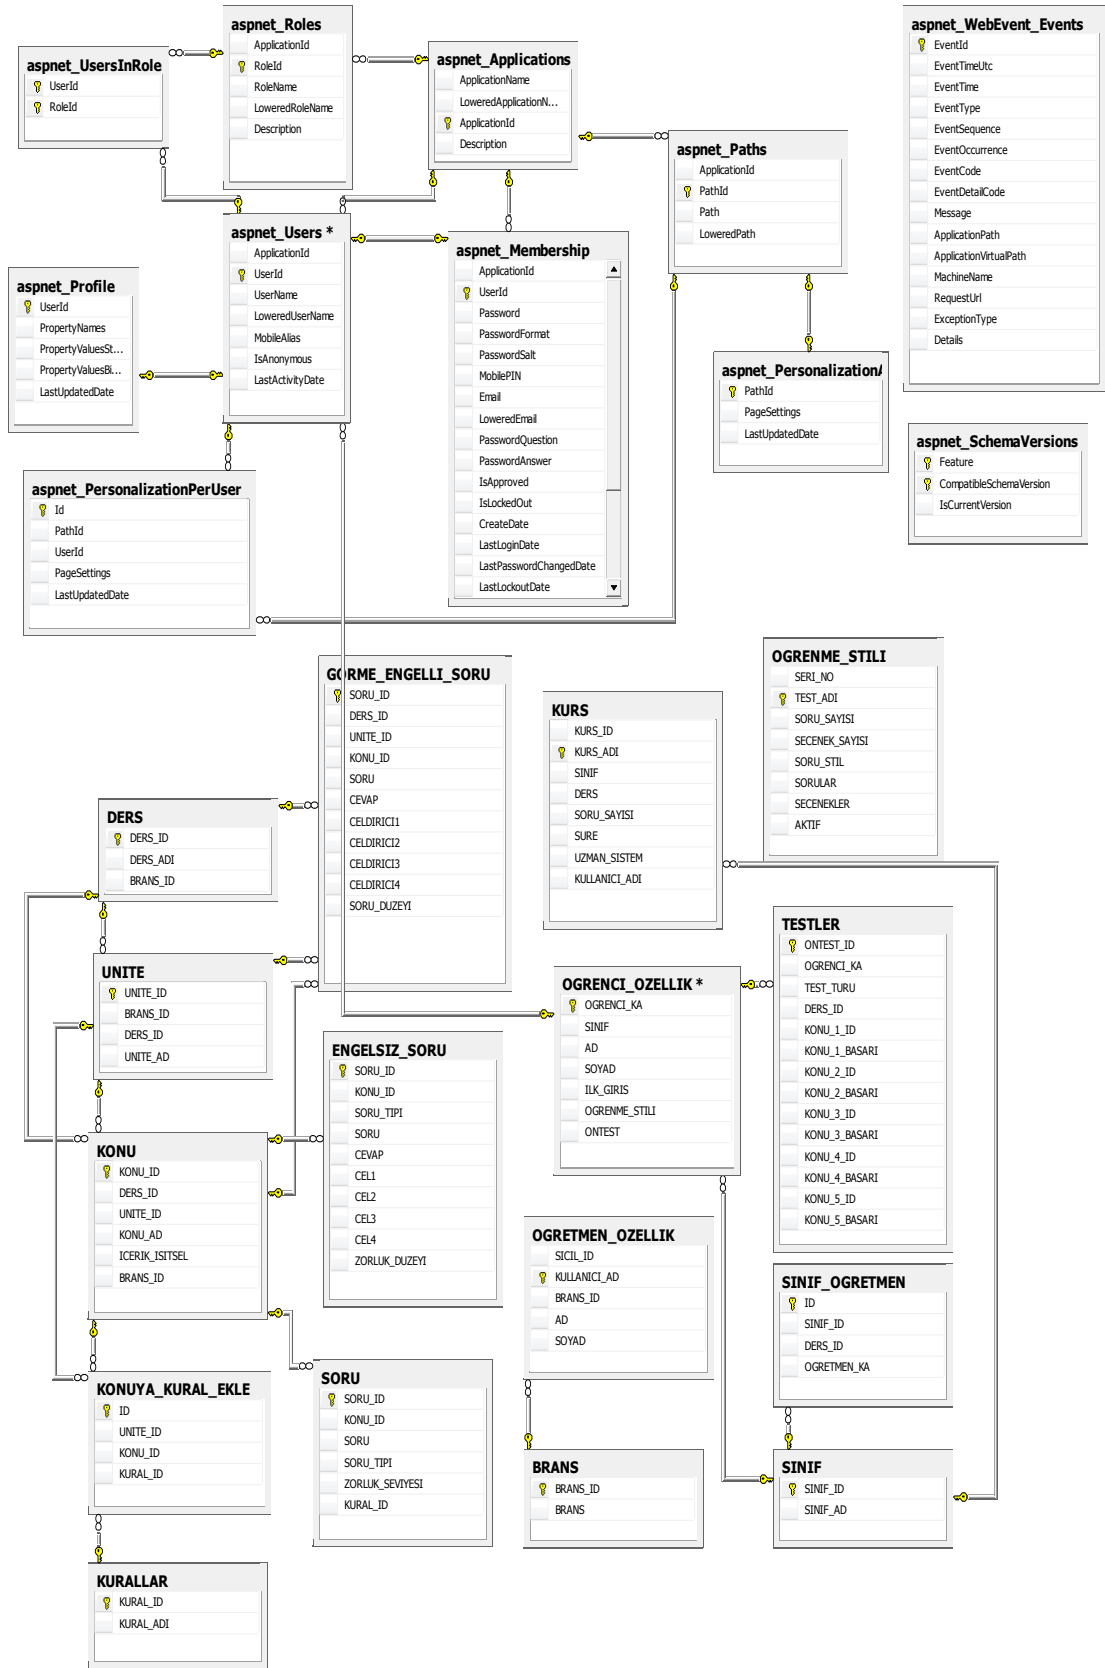 aspnet_Roles
ApplicationId
RoleId
RoleName
LoweredRoleName
Description
aspnet_UsersInRole
UserId
RoleId
aspnet_Applications
ApplicationName
LoweredApplicationN...
ApplicationId
Description
aspnet_WebEvent_Events
EventId
EventTimeUtc
EventTime
EventType
EventSequence
EventOccurrence
EventCode
EventDetailCode
Message
ApplicationPath
ApplicationVirtualPath
MachineName
RequestUrl
ExceptionType
Details
aspnet_Paths
ApplicationId
PathId
Path
LoweredPath
aspnet_Users *
ApplicationId
UserId
UserName
LoweredUserName
MobileAlias
IsAnonymous
LastActivityDate
aspnet_Membership
ApplicationId
UserId
Password
PasswordFormat
PasswordSalt
MobilePIN
Email
LoweredEmail
PasswordQuestion
PasswordAnswer
IsApproved
IsLockedOut
CreateDate
LastLoginDate
LastPasswordChangedDate
LastLockoutDate
aspnet_Profile
UserId
PropertyNames
PropertyValuesSt...
PropertyValuesBi...
LastUpdatedDate
aspnet_PersonalizationA
PathId
PageSettings
LastUpdatedDate
aspnet_SchemaVersions
Feature
CompatibleSchemaVersion
IsCurrentVersion
aspnet_PersonalizationPerUser
Id
PathId
UserId
PageSettings
LastUpdatedDate
GORME_ENGELLI_SORU
SORU_ID
DERS_ID
UNITE_ID
KONU_ID
SORU
CEVAP
CELDIRICI1
CELDIRICI2
CELDIRICI3
CELDIRICI4
SORU_DUZEYI
KURS
KURS_ID
KURS_ADI
SINIF
DERS
SORU_SAYISI
SURE
UZMAN_SISTEM
KULLANICI_ADI
OGRENME_STILI
SERI_NO
TEST_ADI
SORU_SAYISI
SECENEK_SAYISI
SORU_STIL
SORULAR
SECENEKLER
AKTIF
DERS
DERS_ID
DERS_ADI
BRANS_ID
UNITE
UNITE_ID
BRANS_ID
DERS_ID
UNITE_AD
OGRENCI_OZELLIK *
OGRENCI_KA
SINIF
AD
SOYAD
ILK_GIRIS
OGRENME_STILI
ONTEST
TESTLER
ONTEST_ID
OGRENCI_KA
TEST_TURU
DERS_ID
KONU_1_ID
KONU_1_BASARI
KONU_2_ID
KONU_2_BASARI
KONU_3_ID
KONU_3_BASARI
KONU_4_ID
KONU_4_BASARI
KONU_5_ID
KONU_5_BASARI
ENGELSIZ_SORU
SORU_ID
KONU_ID
SORU_TIPI
SORU
CEVAP
CEL1
CEL2
CEL3
CEL4
ZORLUK_DUZEYI
KONU
KONU_ID
DERS_ID
UNITE_ID
KONU_AD
ICERIK_ISITSEL
BRANS_ID
OGRETMEN_OZELLIK
SICIL_ID
KULLANICI_AD
BRANS_ID
AD
SOYAD
SINIF_OGRETMEN
ID
SINIF_ID
DERS_ID
OGRETMEN_KA
KONUYA_KURAL_EKLE
ID
UNITE_ID
KONU_ID
KURAL_ID
SORU
SORU_ID
KONU_ID
SORU
SORU_TIPI
ZORLUK_SEVIYESI
KURAL_ID
BRANS
BRANS_ID
BRANS
SINIF
SINIF_ID
SINIF_AD
KURALLAR
KURAL_ID
KURAL_ADI